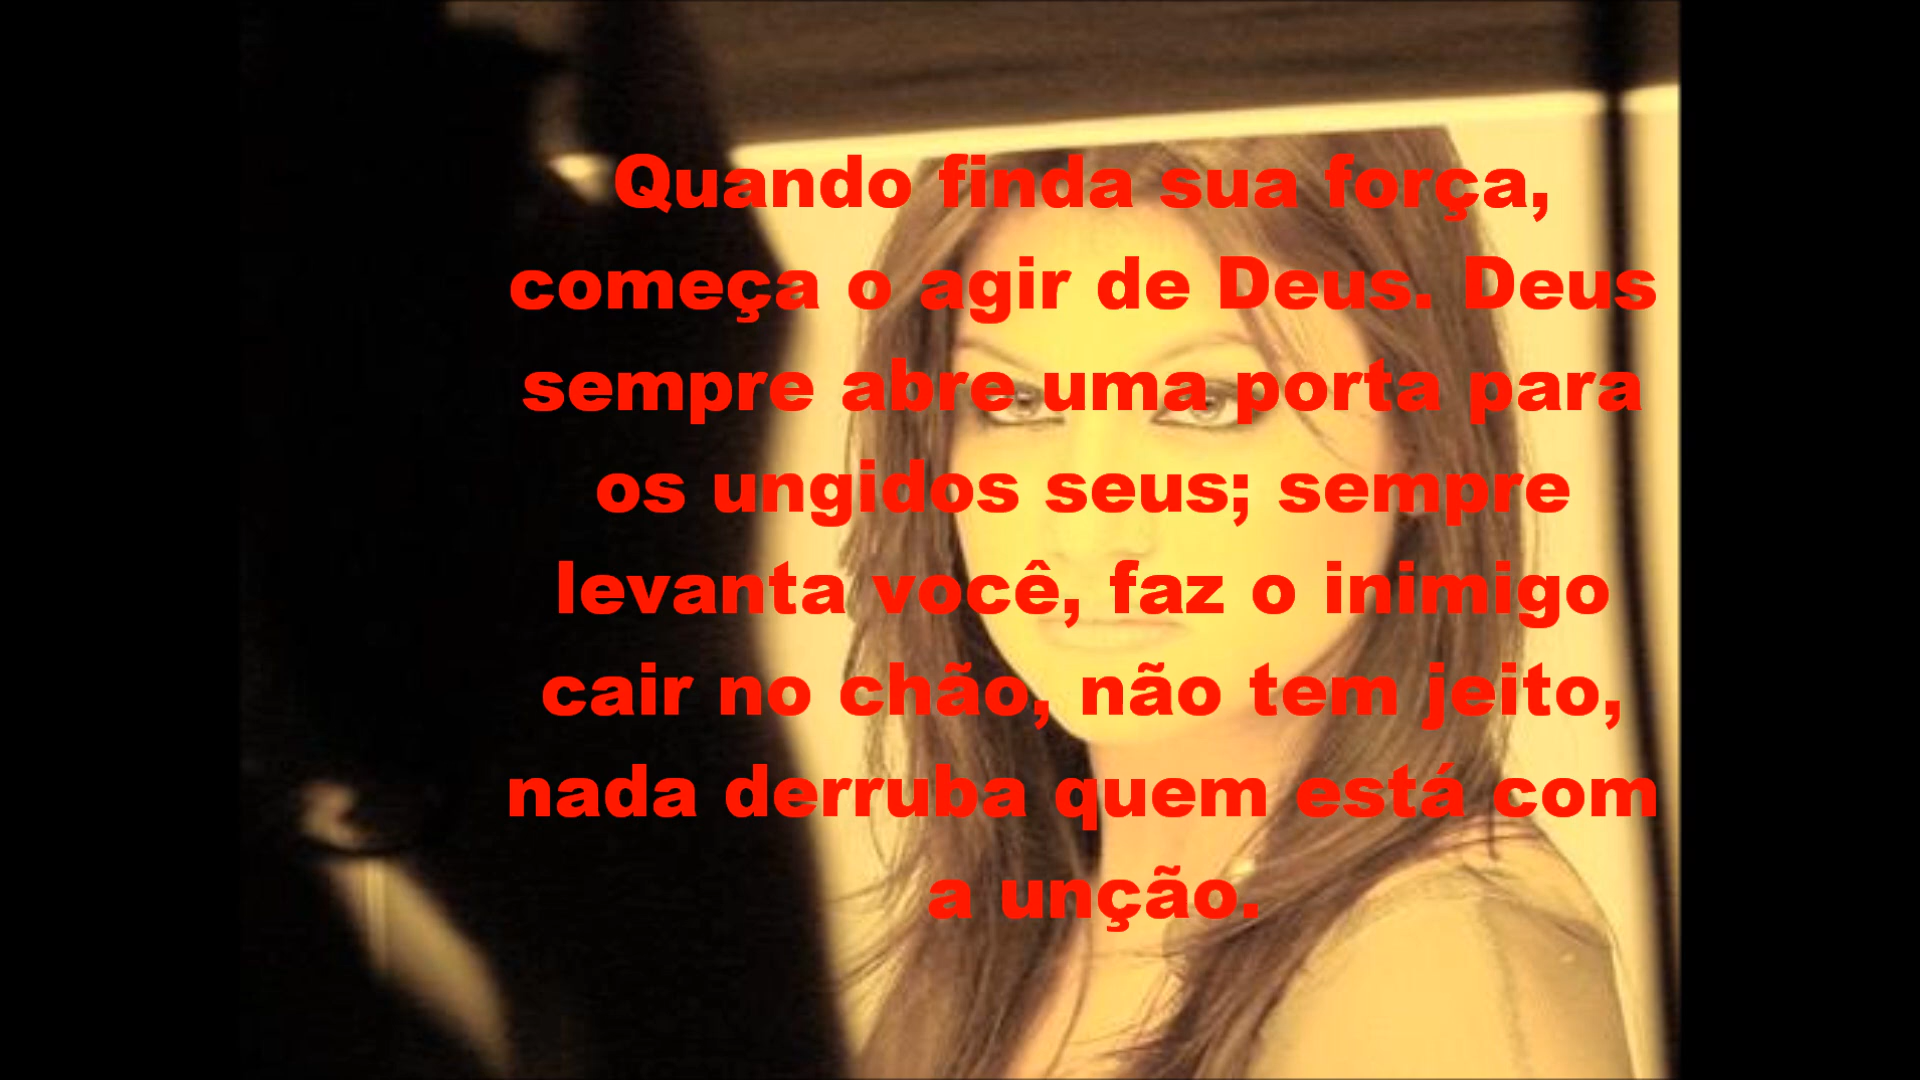 Quando finda sua força,
começa o agir de Deus. Deus
sempre abre uma porta para
os ungidos seus; sempre
levanta você, faz o inimigo
cair no chão, não tem jeito,
nada derruba quem está com
a unção.